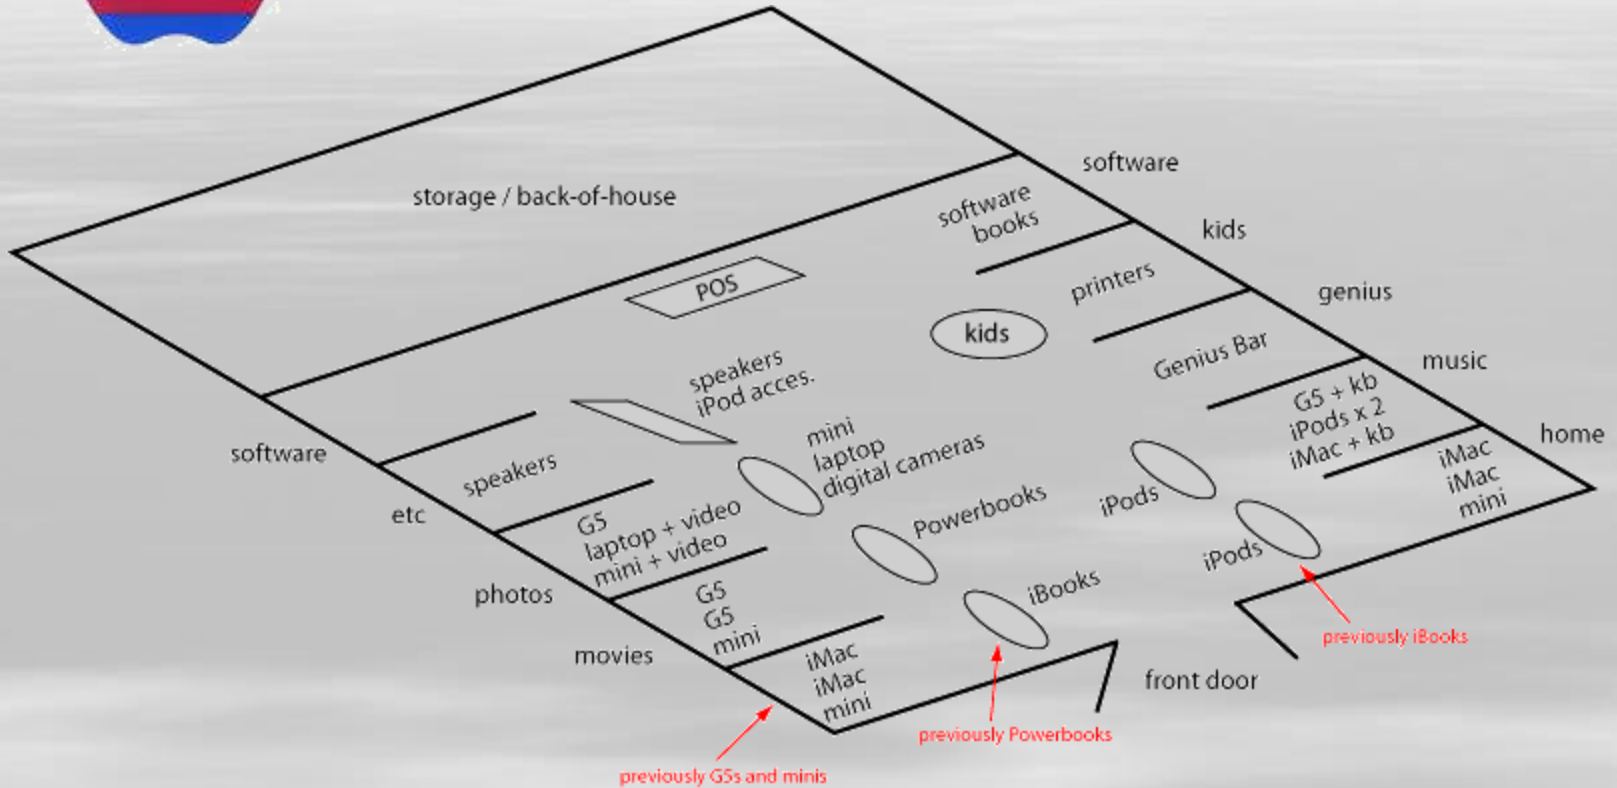 software
storage / back-of-house
software
books
kids
printers
POS
genius
kids
Genius Bar
music
speakers
iPod acces.
G5 + kb
iPods x 2
iMac + kb
home
mini
laptop
digital cameras
software
speakers
iMac
iMac
mini
etc
G5
laptop + video
mini + video
Powerbooks
iPods
iPods
photos
G5
G5
mini
iBooks
previously iBooks
movies
iMac
iMac
mini
front door
previously Powerbooks
previously G5s and minis